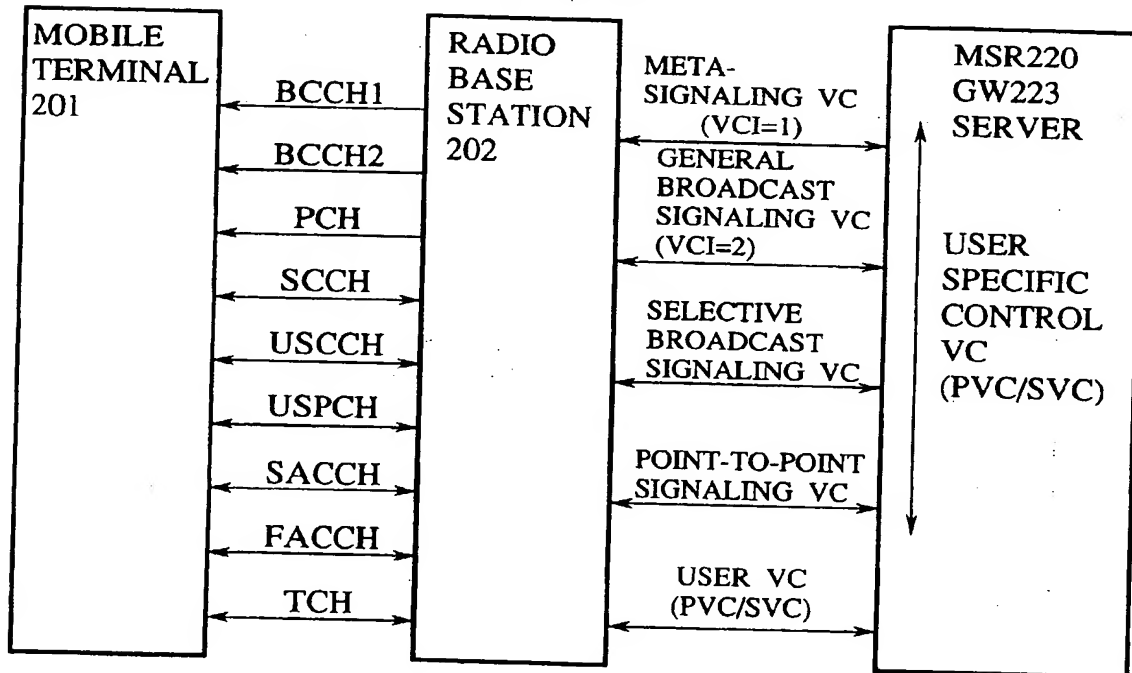 MOBILE
TERMINAL
201
BCCH1
BCCH2
PCH
SCCH
USCCH
USPCH
SACCH
FACCH
TCH
RADIO
BASE
STATION
202
META-
SIGNALING VC
(VCI=1)
GENERAL
BROADCAST
SIGNALING VC
(VCI=2)
SELECTIVE
BROADCAST
SIGNALING VC
POINT-TO-POINT
SIGNALING VC
USER VC
(PVC/SVC)
MSR220
GW223
SERVER
USER
SPECIFIC
CONTROL
VC
(PVC/SVC)